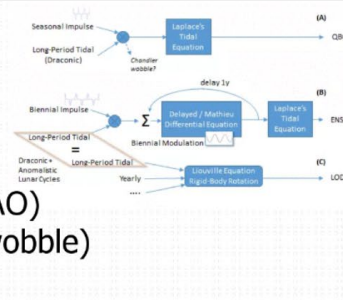 (A)
Seasonal Impulse
Long-Period Tidal
(Draconic)
Chandler
wobble?
Laplace's
Tidal
Equation
QB
delay 1y
(B)
Biennial Impulse
Σ
Delayed / Mathieu
Differential Equation
Laplace's
Tidal
Equation
ENS
Biennial Modulation
Long-Period Tidal
=
Long-Period Tidal
(C)
Draconic+
Anomalistic
Lunar Cycles
Yearly
....
Liouville Equation
Rigid-Body Rotation
LOD
AO)
wobble)